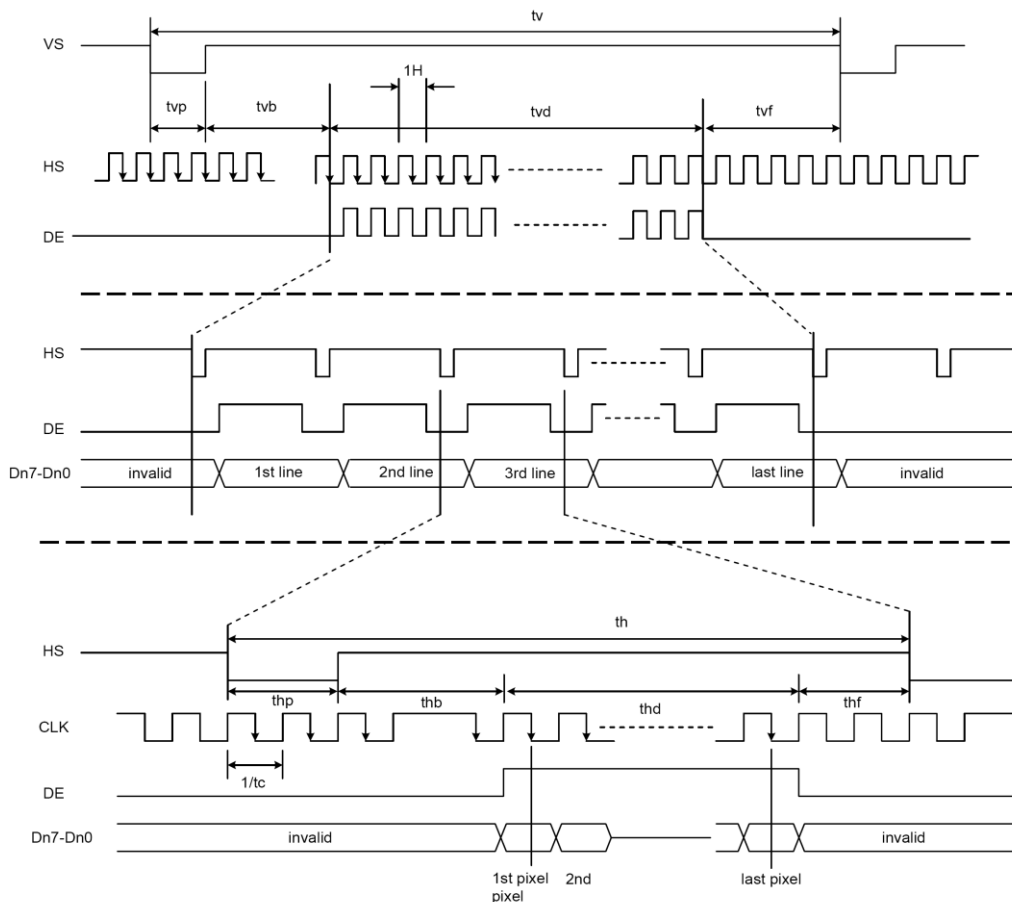 tv
VS
1H
tvp
tvb
tvd
tvf
HS
DE
HS
DE
Dn7-Dn0
invalid
1st line
2nd line
3rd line
last line
invalid
th
HS
thp
thb
thd
thf
CLK
1/tc
DE
Dn7-Dn0
invalid
invalid
1st pixel
pixel
2nd
last pixel